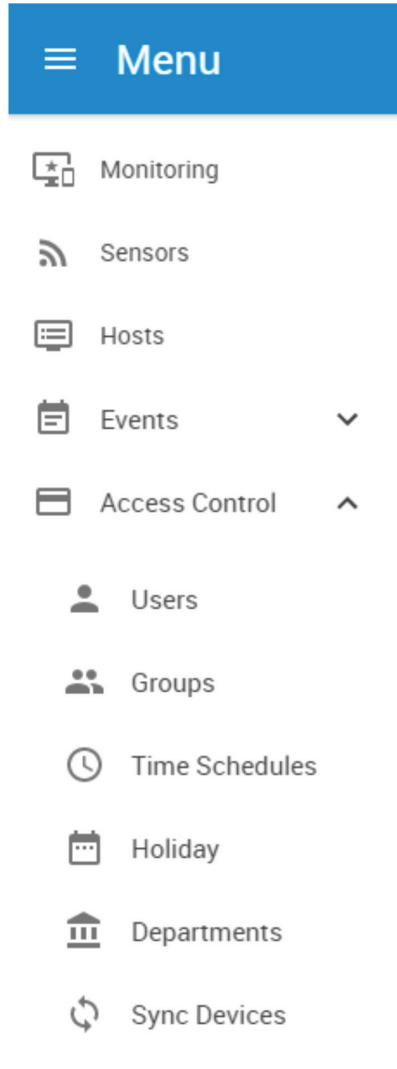 Menu
Monitoring
Sensors
Hosts
Events
Access Control
Users
Groups
Time Schedules
Holiday
Departments
Sync Devices